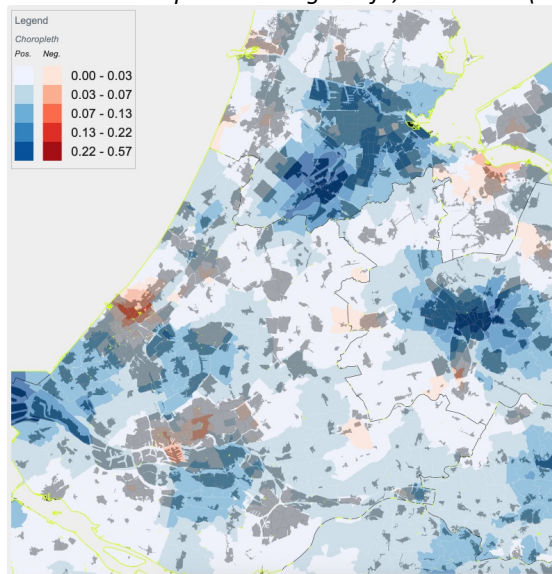 Legend
Choropleth
Pos. Neg.
0.00 - 0.03
0.03 - 0.07
0.07 - 0.13
0.13 - 0.22
0.22 - 0.57